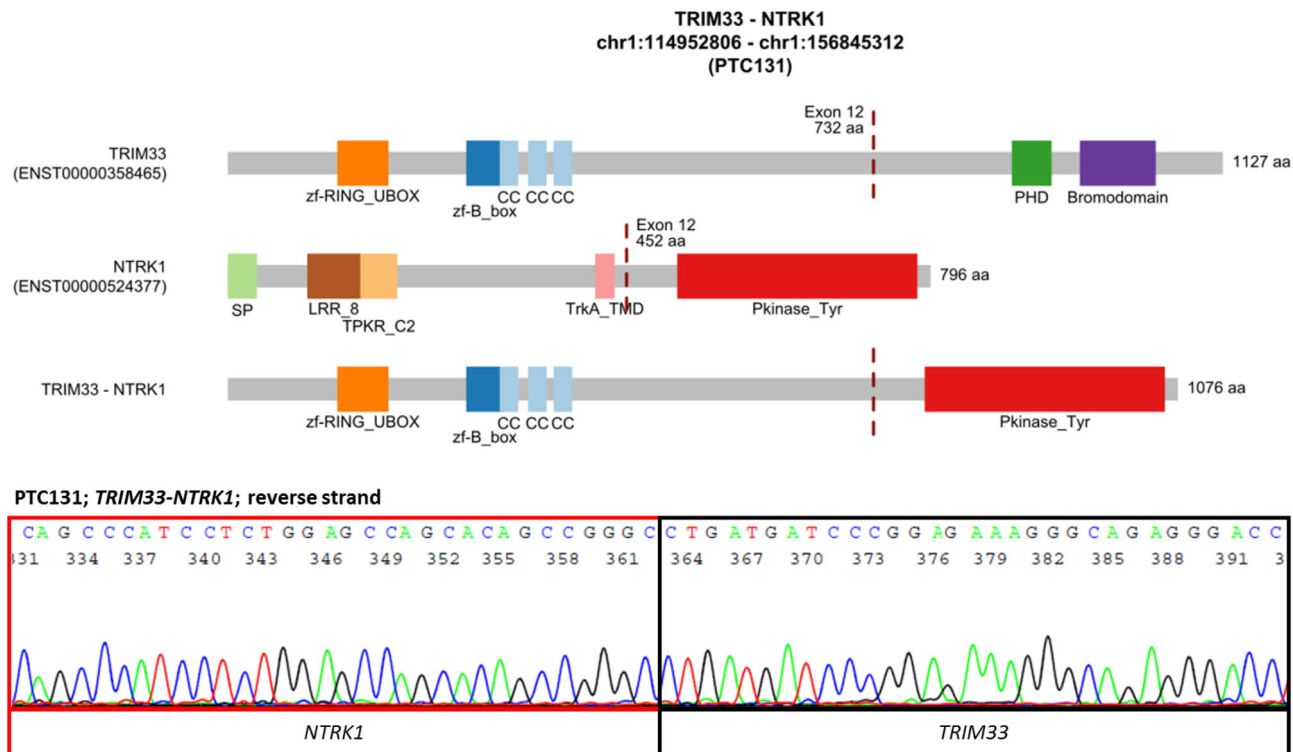 TRIM33 - NTRK1
chr1:114952806 - chr1:156845312
(PTC131)
Exon 12
732 aa
TRIM33
(ENST00000358465)
1127 aa
zf-RING_UBOX
zf-B_box
CC CC CC
PHD
Bromodomain
Exon 12
452 aa
NTRK1
(ENST00000524377)
796 aa
SP
LRR_8
TPKR_C2
TrkA_TMD
Pkinase_Tyr
TRIM33 - NTRK1
1076 aa
zf-RING_UBOX
zf-B_box
CC CC CC
Pkinase_Tyr
PTC131; TRIM33-NTRK1; reverse strand
C A G C C C A T C C T C T G G A G C C A G C A C A G C C G G G C C T G A T G A T C C C G G A G A A A G G G C A G A G G G A C C
331 334 337 340 343 346 349 352 355 358 361 364 367 370 373 376 379 382 385 388 391 3
NTRK1
TRIM33